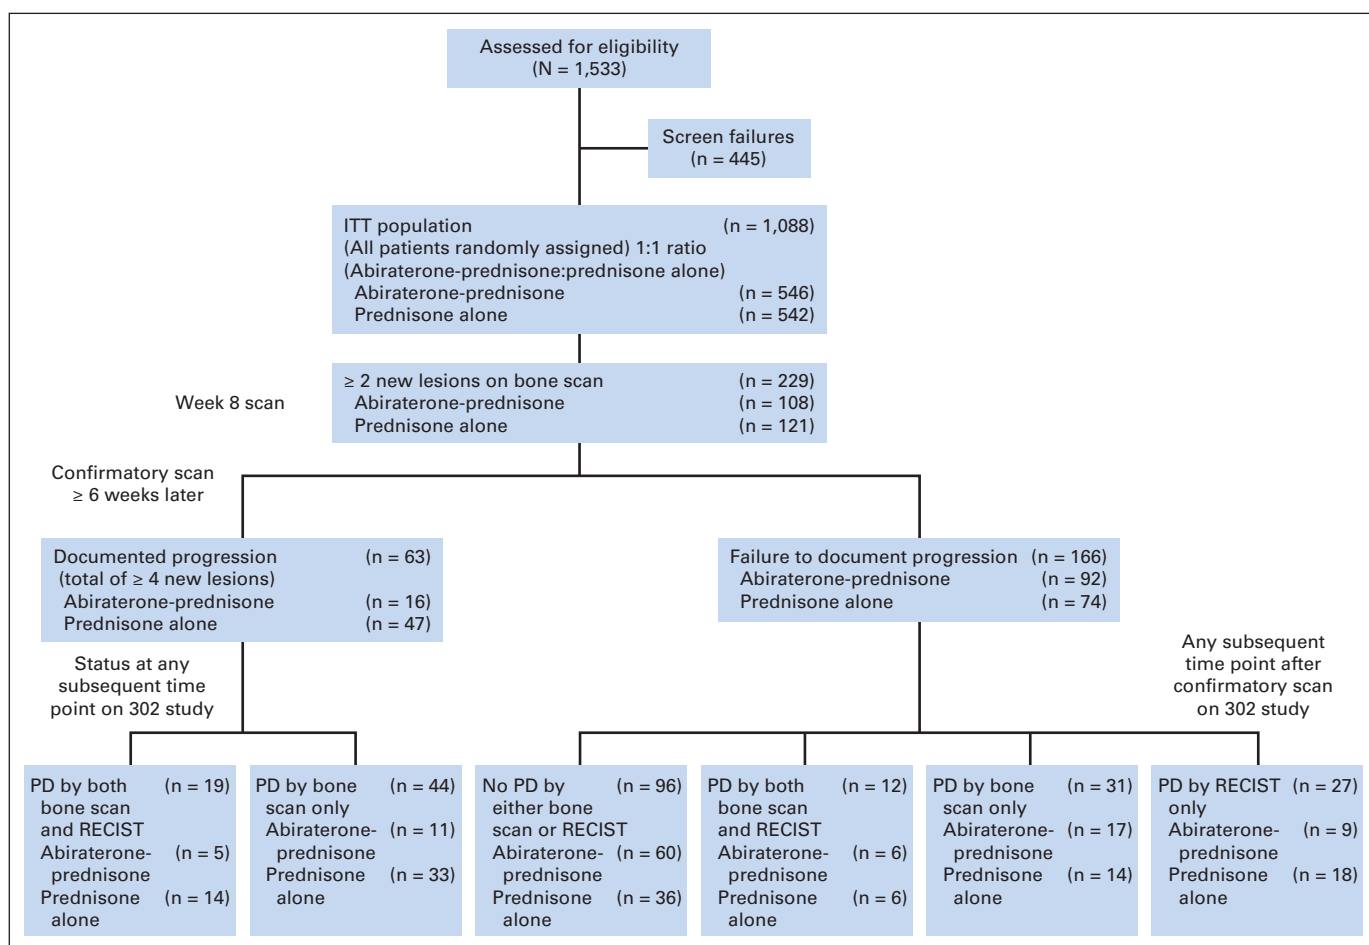 Assessed for eligibility
(N = 1,533)
Screen failures
(n = 445)
ITT population (n = 1,088)
(All patients randomly assigned) 1:1 ratio
(Abiraterone-prednisone:prednisone alone)
Abiraterone-prednisone (n = 546)
Prednisone alone (n = 542)
Week 8 scan
≥ 2 new lesions on bone scan (n = 229)
Abiraterone-prednisone (n = 108)
Prednisone alone (n = 121)
Confirmatory scan
≥ 6 weeks later
Documented progression (n = 63)
(total of ≥ 4 new lesions)
Abiraterone-prednisone (n = 16)
Prednisone alone (n = 47)
Failure to document progression (n = 166)
Abiraterone-prednisone (n = 92)
Prednisone alone (n = 74)
Status at any
subsequent time
point on 302 study
Any subsequent
time point after
confirmatory scan
on 302 study
PD by both (n = 19)
bone scan
and RECIST
Abiraterone- (n = 5)
prednisone
Prednisone (n = 14)
alone
PD by bone (n = 44)
scan only
Abiraterone- (n = 11)
prednisone
Prednisone (n = 33)
alone
No PD by (n = 96)
either bone
scan or RECIST
Abiraterone- (n = 60)
prednisone
Prednisone (n = 36)
alone
PD by both (n = 12)
bone scan
and RECIST
Abiraterone- (n = 6)
prednisone
Prednisone (n = 6)
alone
PD by bone (n = 31)
scan only
Abiraterone- (n = 17)
prednisone
Prednisone (n = 14)
alone
PD by RECIST (n = 27)
only
Abiraterone- (n = 9)
prednisone
Prednisone (n = 18)
alone